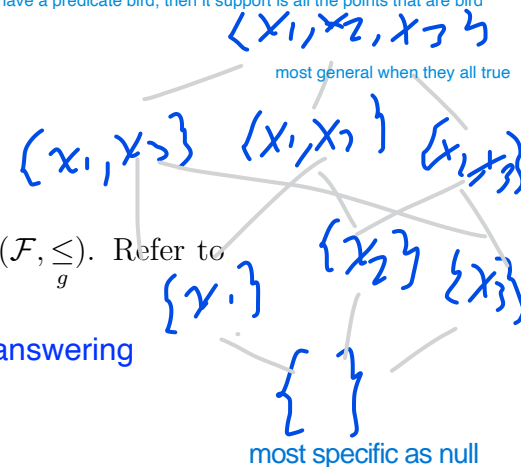 have a predicate bird, then it support is all the points that are bird
{x1, x2, x3}
most general when they all true
{x1, x3} {x1, x2} {x2, x3}
(F, ≤g). Refer to
{x1} {x2} {x3}
answering
{ }
most specific as null